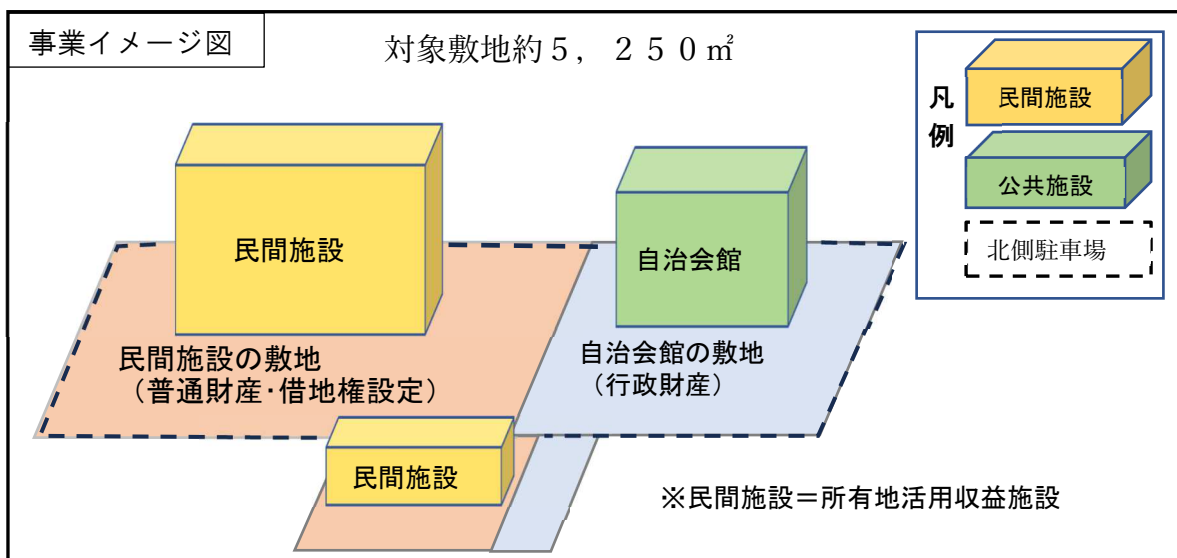 事業イメージ図
対象敷地約５，２５０㎡
凡例
民間施設
公共施設
北側駐車場
民間施設
自治会館
民間施設の敷地
（普通財産・借地権設定）
自治会館の敷地
（行政財産）
民間施設
※民間施設＝所有地活用収益施設